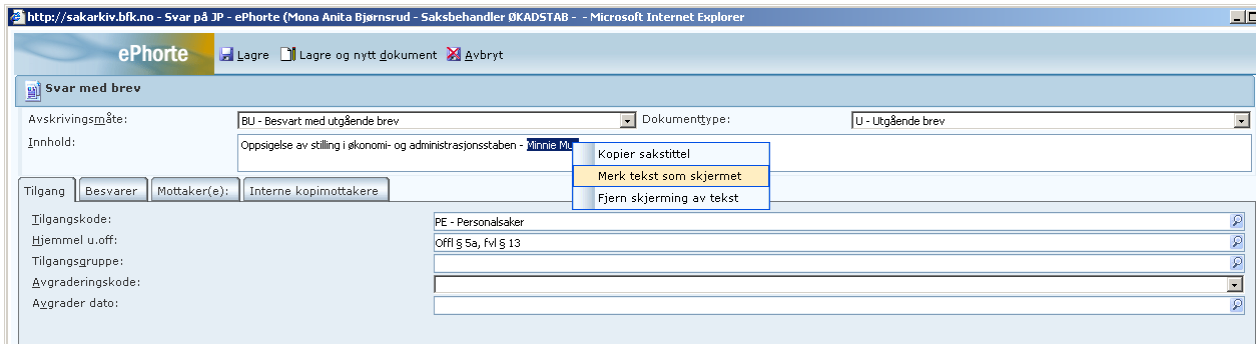 http://sakarkiv.bfk.no - Svar på JP - ePhorte (Mona Anita Bjørnsrud - Saksbehandler ØKADSTAB - - Microsoft Internet Explorer
ePhorte Lagre Lagre og nytt dokument Avbryt
Svar med brev
Avskrivingsmåte: BU - Besvart med utgående brev Dokumenttype: U - Utgående brev
Innhold: Oppsigelse av stilling i økonomi- og administrasjonsstaben - Minnie
Kopier sakstittel
Merk tekst som skjermet
Fjern skjerming av tekst
Tilgang Besvarer Mottaker(e): Interne kopimottakere
Tilgangskode: PE - Personalsaker
Hjemmel u.off: Offl § 5a, fvl § 13
Tilgangsgruppe:
Avgraderingskode:
Avgrader dato: